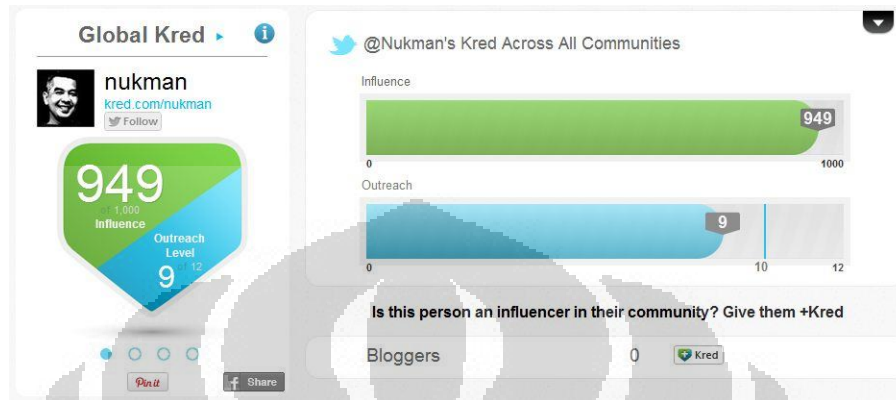 Global Kred
nukman
kred.com/nukman
Follow
949
of 1,000
Influence
Outreach
Level
9 of 12
Pin it
Share
@Nukman's Kred Across All Communities
Influence
949
0 1000
Outreach
9
0 10 12
Is this person an influencer in their community? Give them +Kred
Bloggers 0 Kred